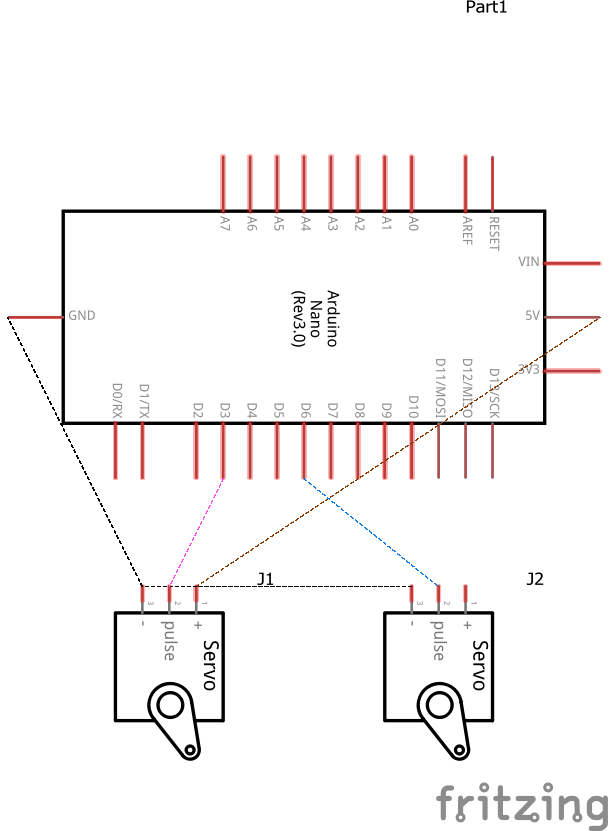 Part1
A7
A6
A5
A4
A3
A2
A1
A0
AREF
RESET
VIN
GND
5V
3V3
Arduino
Nano
(Rev3.0)
D0/RX
D1/TX
D2
D3
D4
D5
D6
D7
D8
D9
D10
D11/MOSI
D12/MISO
D13/SCK
J1
J2
3
2
1
-
pulse
+
Servo
3
2
1
-
pulse
+
Servo
fritzing